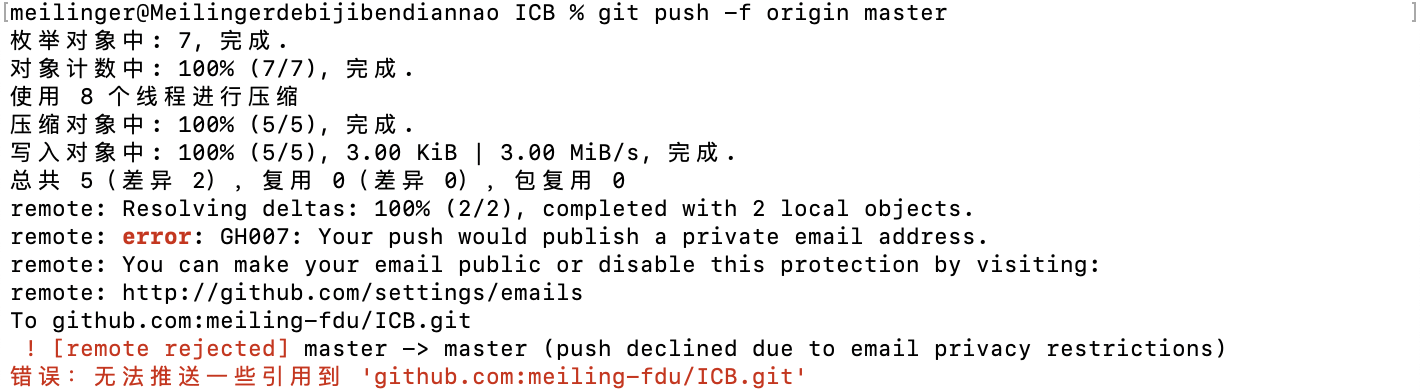 [meilinger@Meilingerdebijibendiannao ICB % git push -f origin master ]
枚举对象中: 7, 完成.
对象计数中: 100% (7/7), 完成.
使用 8 个线程进行压缩
压缩对象中: 100% (5/5), 完成.
写入对象中: 100% (5/5), 3.00 KiB | 3.00 MiB/s, 完成.
总共 5（差异 2）, 复用 0（差异 0）, 包复用 0
remote: Resolving deltas: 100% (2/2), completed with 2 local objects.
remote: error: GH007: Your push would publish a private email address.
remote: You can make your email public or disable this protection by visiting:
remote: http://github.com/settings/emails
To github.com:meiling-fdu/ICB.git
 ! [remote rejected] master -> master (push declined due to email privacy restrictions)
错误: 无法推送一些引用到 'github.com:meiling-fdu/ICB.git'